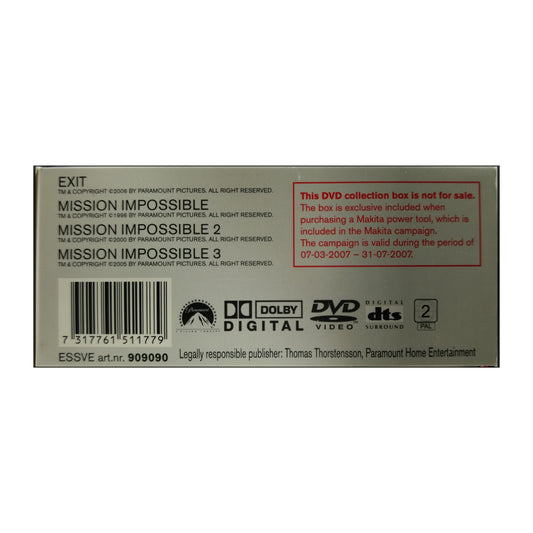 EXIT
TM & COPYRIGHT ©2006 BY PARAMOUNT PICTURES. ALL RIGHT RESERVED.
MISSION IMPOSSIBLE
TM & COPYRIGHT ©1996 BY PARAMOUNT PICTURES. ALL RIGHT RESERVED.
MISSION IMPOSSIBLE 2
TM & COPYRIGHT ©2000 BY PARAMOUNT PICTURES. ALL RIGHT RESERVED.
MISSION IMPOSSIBLE 3
TM & COPYRIGHT ©2005 BY PARAMOUNT PICTURES. ALL RIGHT RESERVED.
This DVD collection box is not for sale.
The box is exclusive included when
purchasing a Makita power tool, which is
included in the Makita campaign.
The campaign is valid during the period of
07-03-2007 – 31-07-2007.
7 317761 511779
ESSVE art.nr. 909090
Paramount
DOLBY
DIGITAL
DVD
VIDEO
DIGITAL
dts
SURROUND
2
PAL
Legally responsible publisher: Thomas Thorstensson, Paramount Home Entertainment